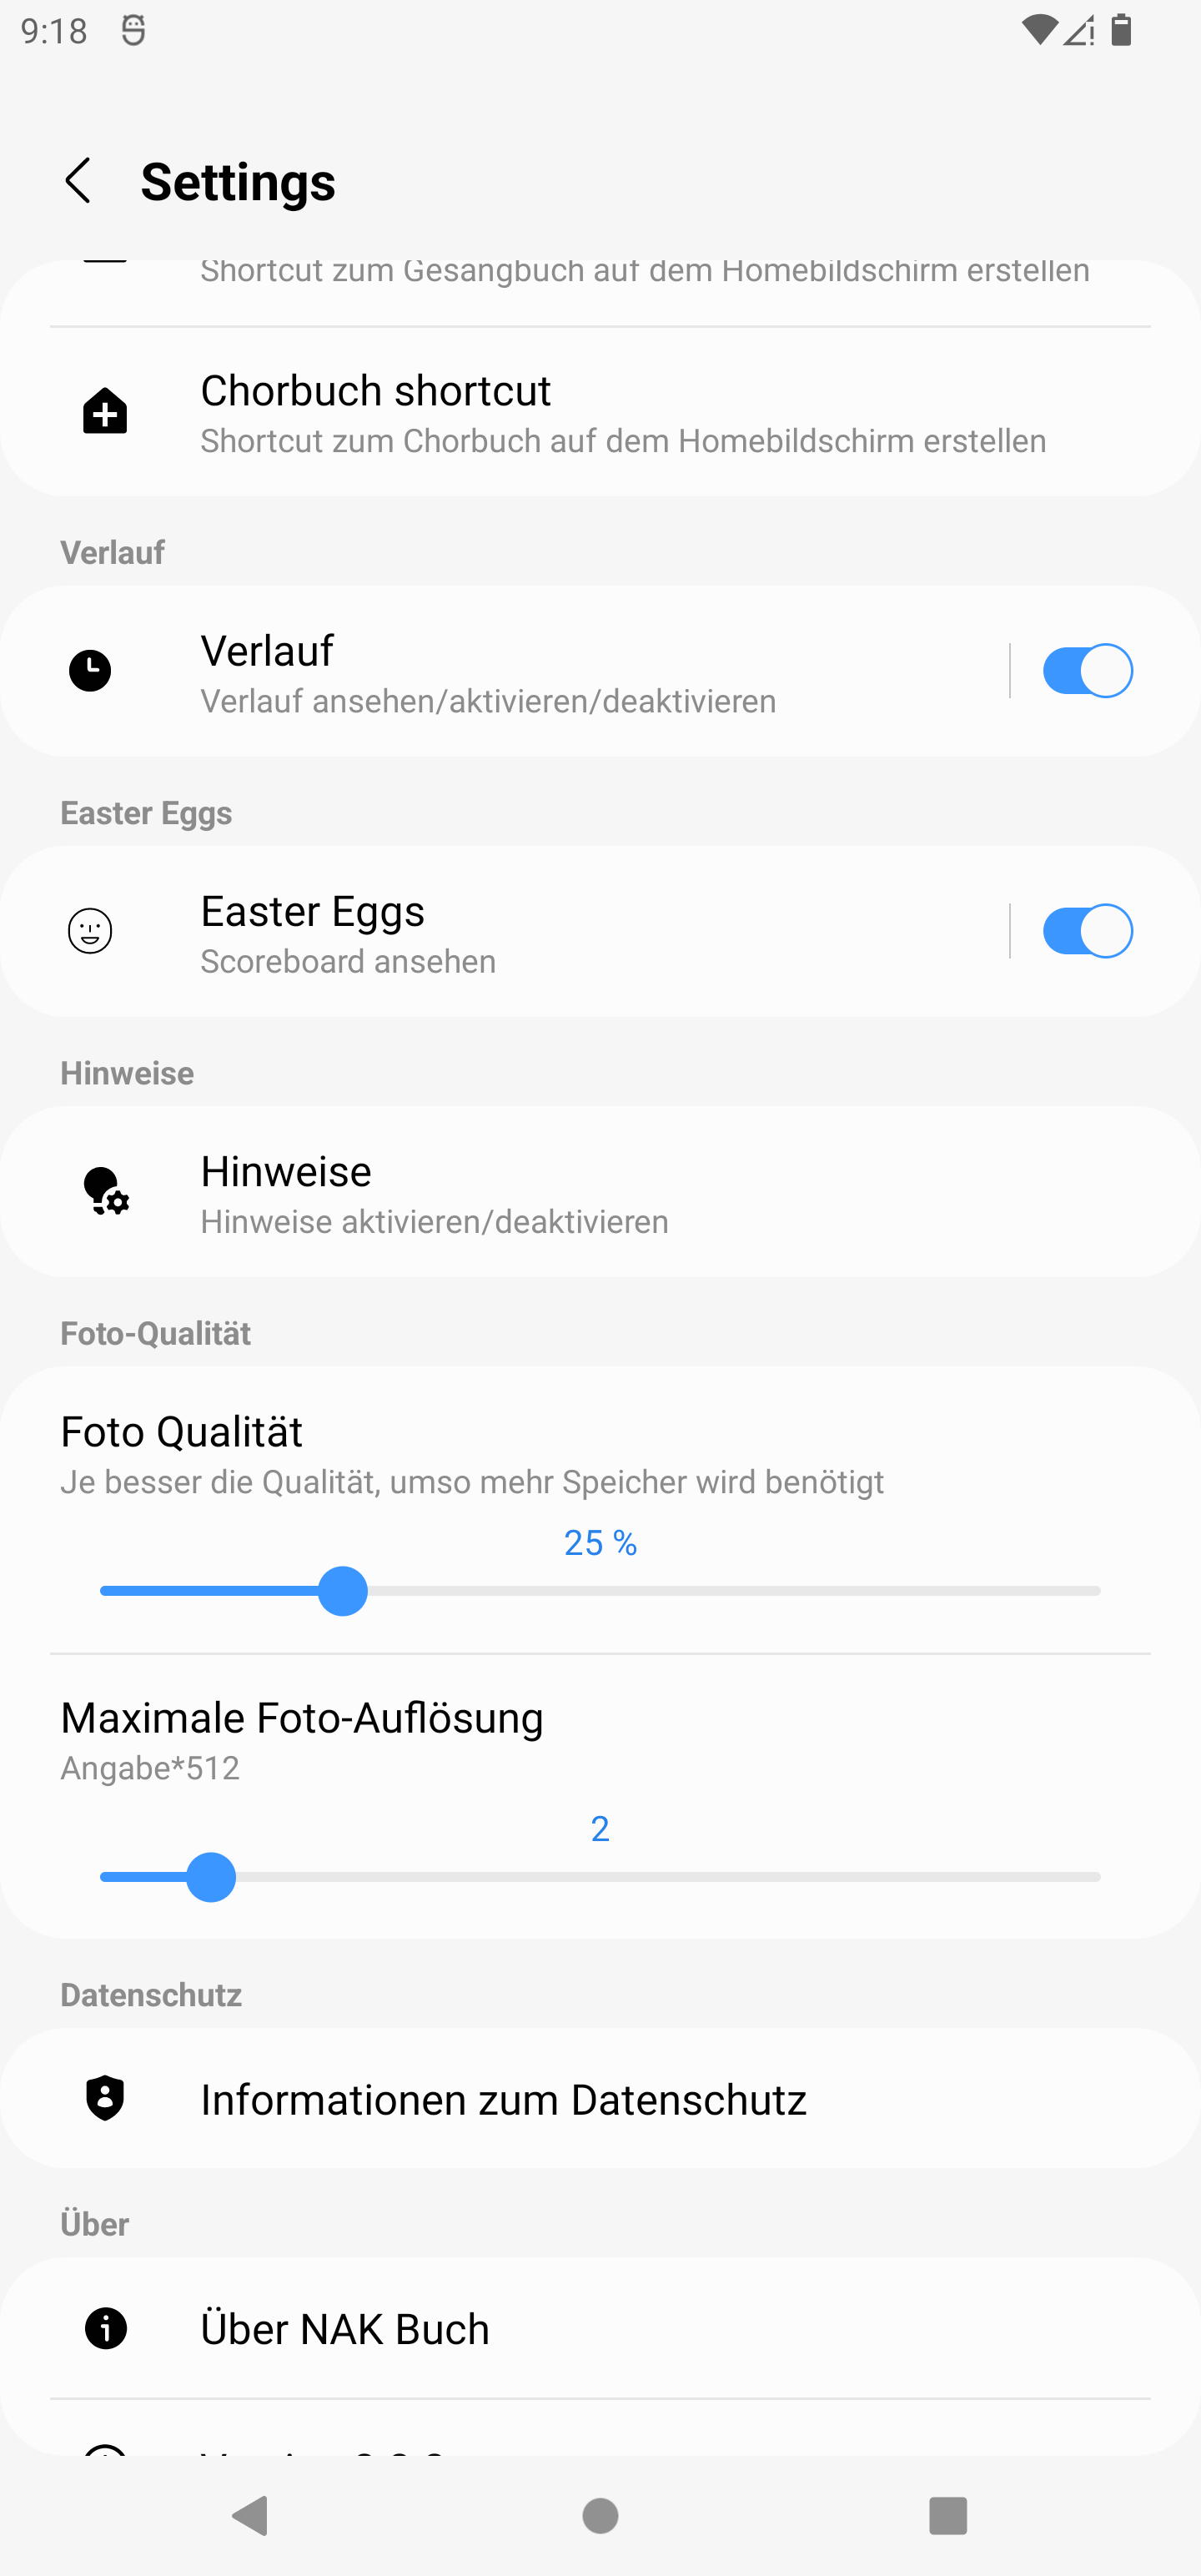 9:18
Settings
Shortcut zum Gesangbuch auf dem Homebildschirm erstellen
Chorbuch shortcut
Shortcut zum Chorbuch auf dem Homebildschirm erstellen
Verlauf
Verlauf
Verlauf ansehen/aktivieren/deaktivieren
Easter Eggs
Easter Eggs
Scoreboard ansehen
Hinweise
Hinweise
Hinweise aktivieren/deaktivieren
Foto-Qualität
Foto Qualität
Je besser die Qualität, umso mehr Speicher wird benötigt
25 %
Maximale Foto-Auflösung
Angabe*512
2
Datenschutz
Informationen zum Datenschutz
Über
Über NAK Buch